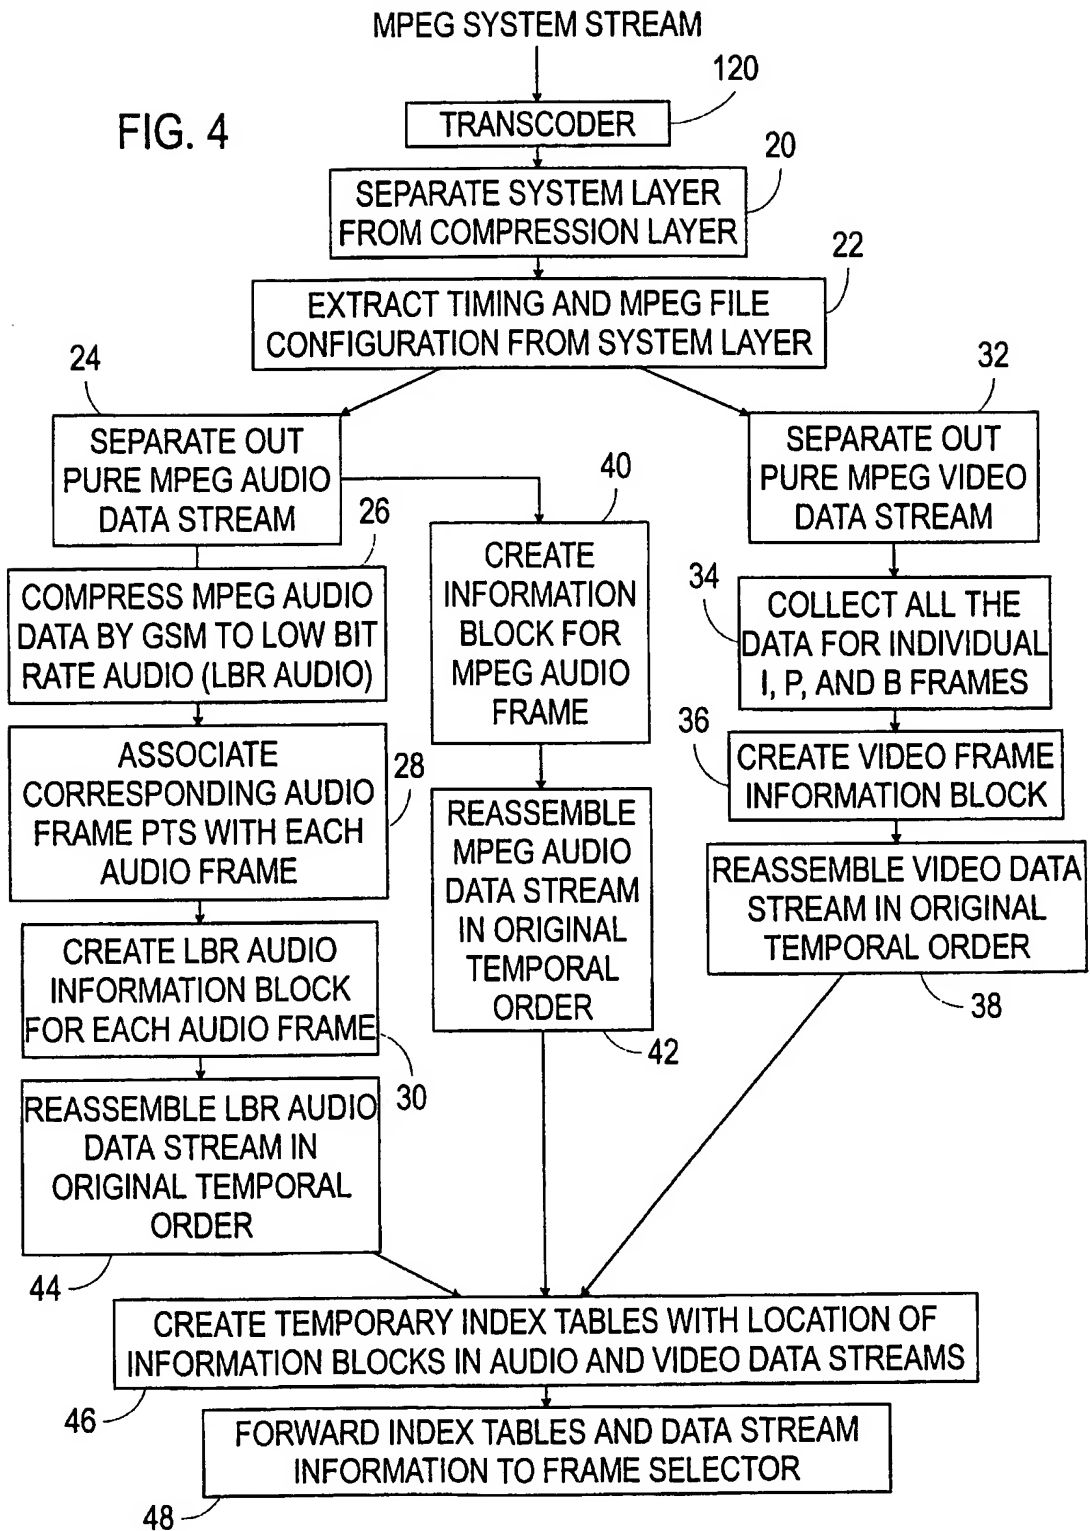 MPEG SYSTEM STREAM
120
FIG. 4
TRANSCODER
20
SEPARATE SYSTEM LAYER
FROM COMPRESSION LAYER
22
EXTRACT TIMING AND MPEG FILE
CONFIGURATION FROM SYSTEM LAYER
24
SEPARATE OUT
PURE MPEG AUDIO
DATA STREAM
26
COMPRESS MPEG AUDIO
DATA BY GSM TO LOW BIT
RATE AUDIO (LBR AUDIO)
ASSOCIATE
CORRESPONDING AUDIO
FRAME PTS WITH EACH
AUDIO FRAME
28
CREATE LBR AUDIO
INFORMATION BLOCK
FOR EACH AUDIO FRAME
30
REASSEMBLE LBR AUDIO
DATA STREAM IN
ORIGINAL TEMPORAL
ORDER
44
40
CREATE
INFORMATION
BLOCK FOR
MPEG AUDIO
FRAME
REASSEMBLE
MPEG AUDIO
DATA STREAM
IN ORIGINAL
TEMPORAL
ORDER
42
32
SEPARATE OUT
PURE MPEG VIDEO
DATA STREAM
34
COLLECT ALL THE
DATA FOR INDIVIDUAL
I, P, AND B FRAMES
36
CREATE VIDEO FRAME
INFORMATION BLOCK
REASSEMBLE VIDEO DATA
STREAM IN ORIGINAL
TEMPORAL ORDER
38
CREATE TEMPORARY INDEX TABLES WITH LOCATION OF
INFORMATION BLOCKS IN AUDIO AND VIDEO DATA STREAMS
46
FORWARD INDEX TABLES AND DATA STREAM
INFORMATION TO FRAME SELECTOR
48